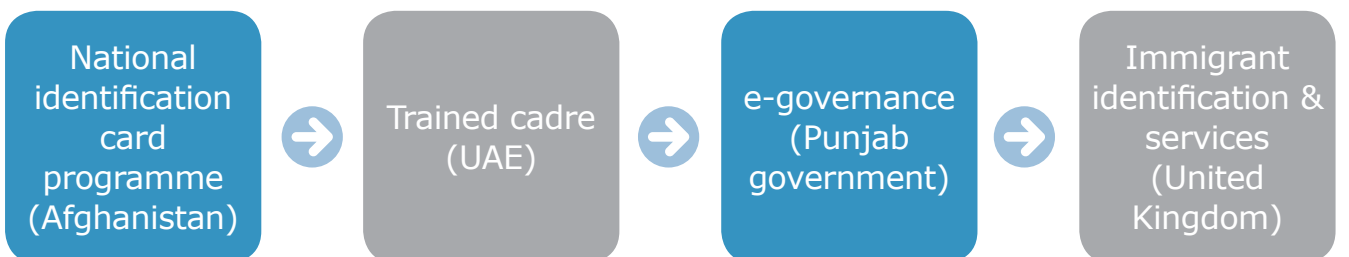 National
identification
card
programme
(Afghanistan)
Trained cadre
(UAE)
e-governance
(Punjab
government)
Immigrant
identification &
services
(United
Kingdom)